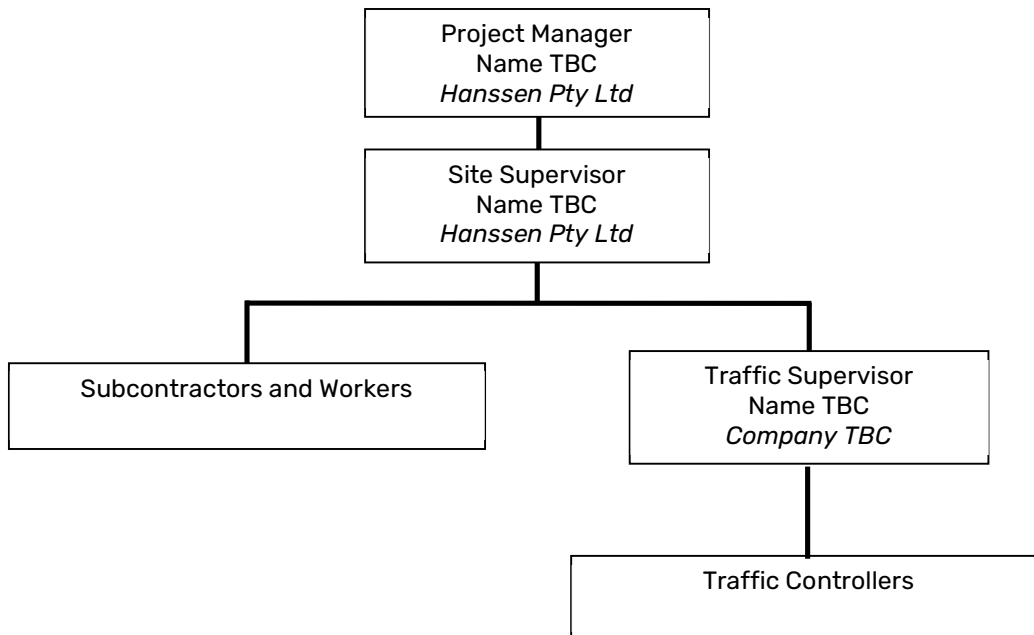 Project Manager
Name TBC
Hanssen Pty Ltd
Site Supervisor
Name TBC
Hanssen Pty Ltd
Subcontractors and Workers
Traffic Supervisor
Name TBC
Company TBC
Traffic Controllers